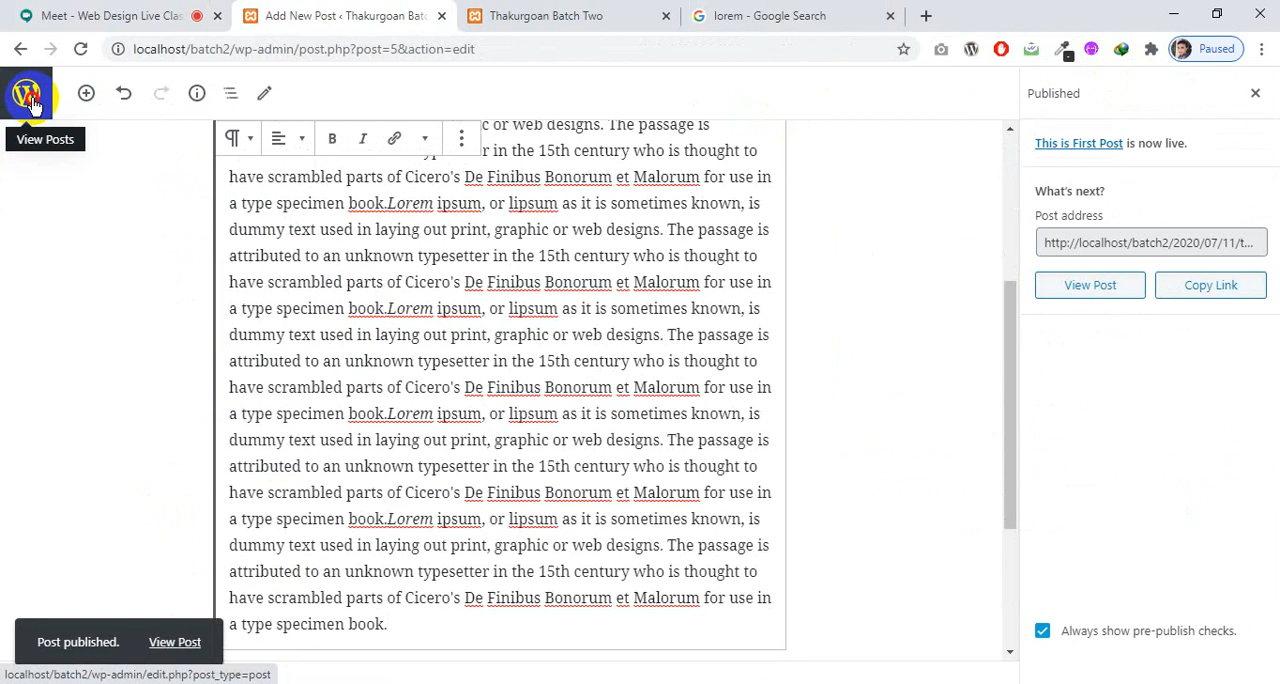 Meet - Web Design Live Clas
Add New Post ‹ Thakurgoan Bat
Thakurgoan Batch Two
lorem - Google Search
localhost/batch2/wp-admin/post.php?post=5&action=edit
Paused
View Posts
Published
This is First Post is now live.
What's next?
Post address
http://localhost/batch2/2020/07/11/t...
View Post
Copy Link
Always show pre-publish checks.
B I
c or web designs. The passage is
r in the 15th century who is thought to
have scrambled parts of Cicero's De Finibus Bonorum et Malorum for use in
a type specimen book.Lorem ipsum, or lipsum as it is sometimes known, is
dummy text used in laying out print, graphic or web designs. The passage is
attributed to an unknown typesetter in the 15th century who is thought to
have scrambled parts of Cicero's De Finibus Bonorum et Malorum for use in
a type specimen book.Lorem ipsum, or lipsum as it is sometimes known, is
dummy text used in laying out print, graphic or web designs. The passage is
attributed to an unknown typesetter in the 15th century who is thought to
have scrambled parts of Cicero's De Finibus Bonorum et Malorum for use in
a type specimen book.Lorem ipsum, or lipsum as it is sometimes known, is
dummy text used in laying out print, graphic or web designs. The passage is
attributed to an unknown typesetter in the 15th century who is thought to
have scrambled parts of Cicero's De Finibus Bonorum et Malorum for use in
a type specimen book.Lorem ipsum, or lipsum as it is sometimes known, is
dummy text used in laying out print, graphic or web designs. The passage is
attributed to an unknown typesetter in the 15th century who is thought to
have scrambled parts of Cicero's De Finibus Bonorum et Malorum for use in
a type specimen book.
Post published. View Post
localhost/batch2/wp-admin/edit.php?post_type=post